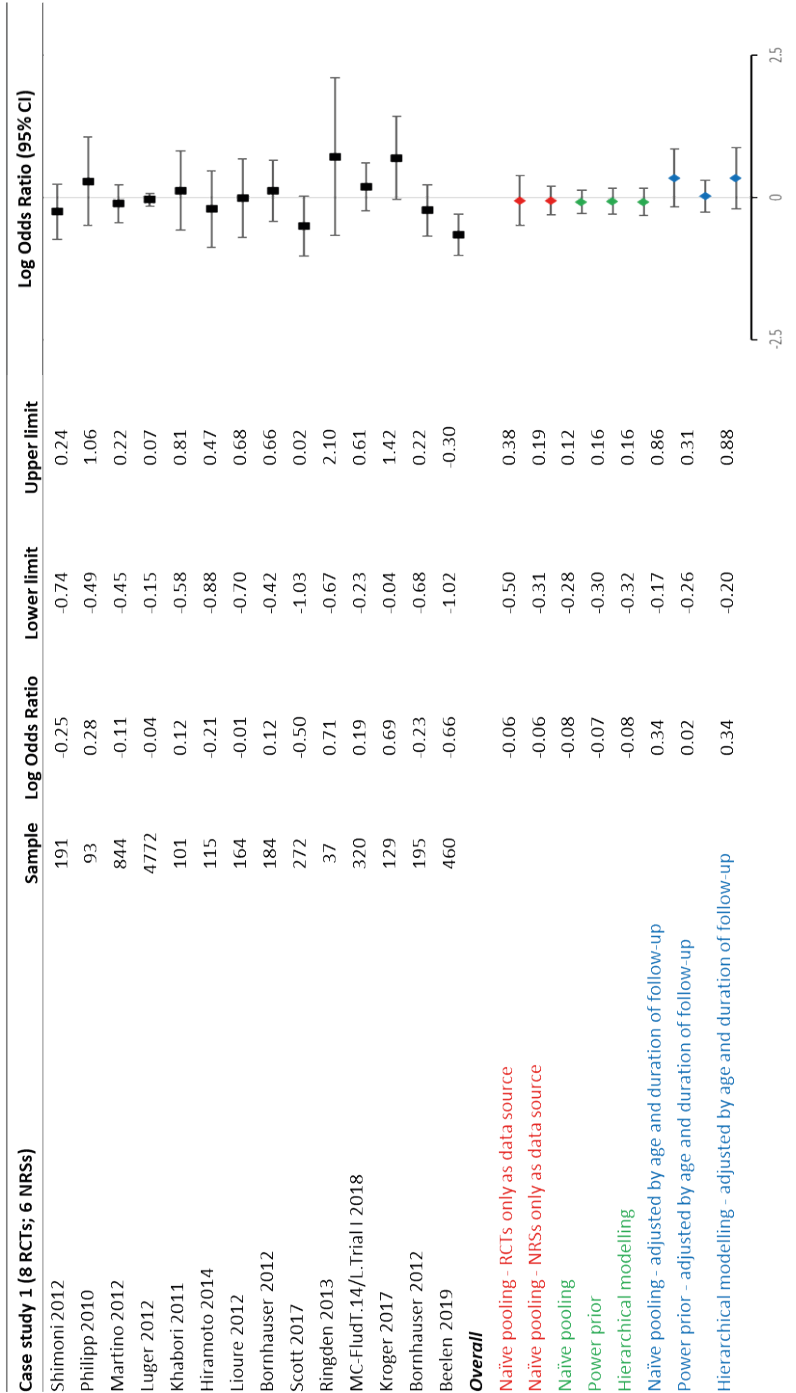 Case study 1 (8 RCTs; 6 NRSs) Sample Log Odds Ratio Lower limit Upper limit Log Odds Ratio (95% CI)
Shimoni 2012 191 -0.25 -0.74 0.24
Philipp 2010 93 0.28 -0.49 1.06
Martino 2012 844 -0.11 -0.45 0.22
Luger 2012 4772 -0.04 -0.15 0.07
Khabori 2011 101 0.12 -0.58 0.81
Hiramoto 2014 115 -0.21 -0.88 0.47
Lioure 2012 164 -0.01 -0.70 0.68
Bornhauser 2012 184 0.12 -0.42 0.66
Scott 2017 272 -0.50 -1.03 0.02
Ringden 2013 37 0.71 -0.67 2.10
MC-FludT.14/L.Trial I 2018 320 0.19 -0.23 0.61
Kroger 2017 129 0.69 -0.04 1.42
Bornhauser 2012 195 -0.23 -0.68 0.22
Beelen 2019 460 -0.66 -1.02 -0.30
Overall
Naïve pooling - RCTs only as data source -0.06 -0.50 0.38
Naïve pooling - NRSs only as data source -0.06 -0.31 0.19
Naïve pooling -0.08 -0.28 0.12
Power prior -0.07 -0.30 0.16
Hierarchical modelling -0.08 -0.32 0.16
Naïve pooling - adjusted by age and duration of follow-up 0.34 -0.17 0.86
Power prior - adjusted by age and duration of follow-up 0.02 -0.26 0.31
Hierarchical modelling - adjusted by age and duration of follow-up 0.34 -0.20 0.88
-2.5 0 2.5